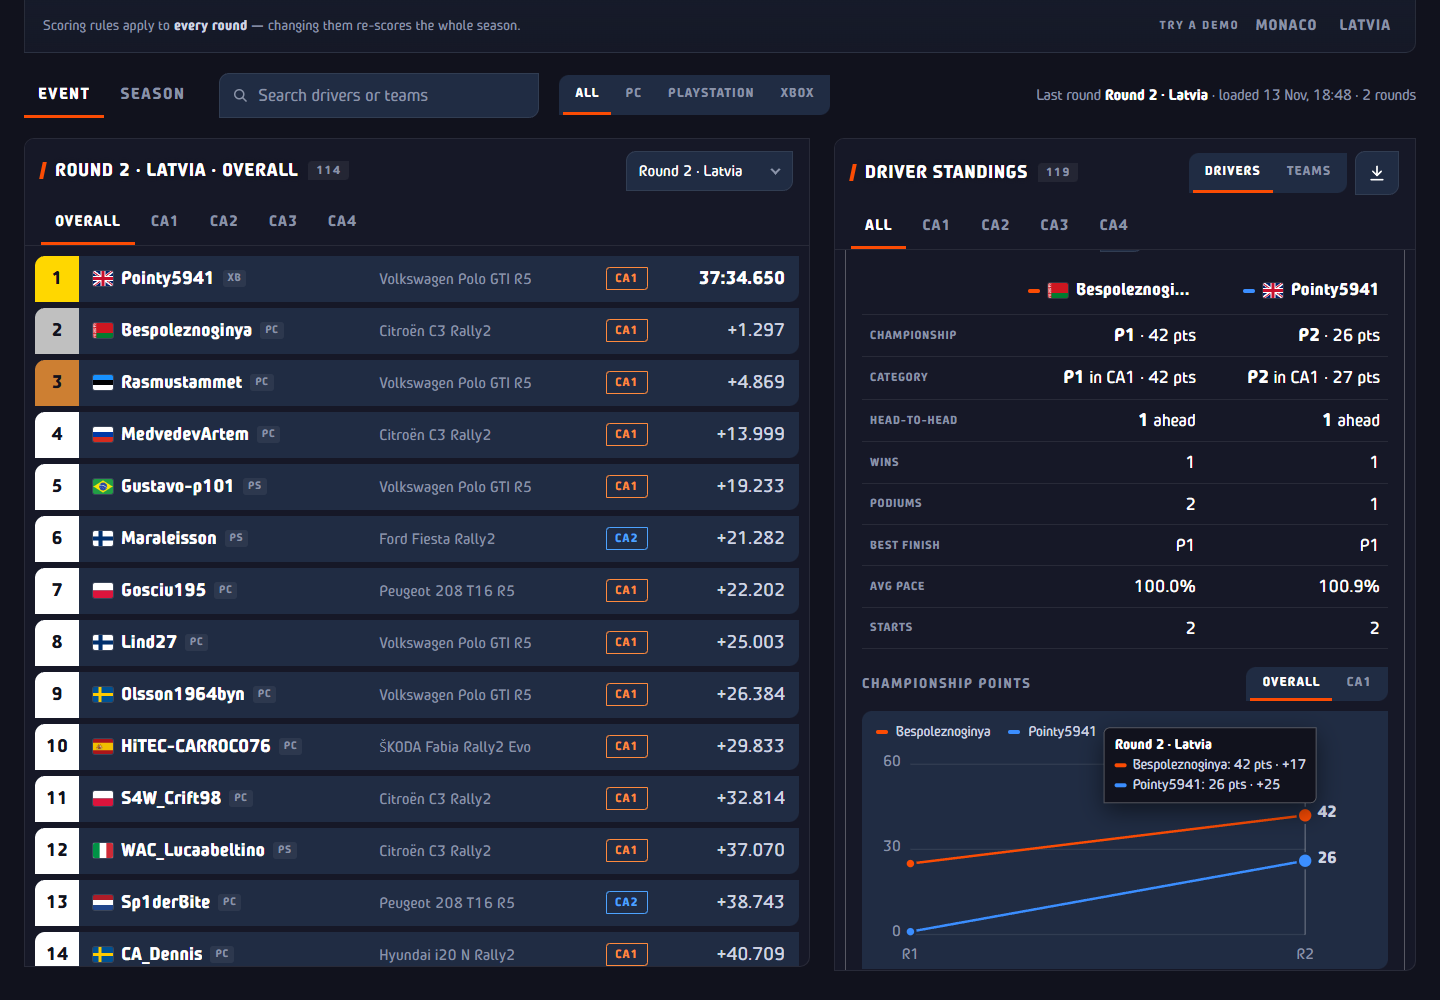 Scoring rules apply to every round — changing them re-scores the whole season.
TRY A DEMO MONACO LATVIA
EVENT SEASON
Search drivers or teams
ALL PC PLAYSTATION XBOX
Last round Round 2 · Latvia · loaded 13 Nov, 18:48 · 2 rounds
ROUND 2 · LATVIA · OVERALL 114
Round 2 · Latvia
OVERALL CA1 CA2 CA3 CA4
1 Pointy5941 XB Volkswagen Polo GTI R5 CA1 37:34.650
2 Bespoleznoginya PC Citroën C3 Rally2 CA1 +1.297
3 Rasmustammet PC Volkswagen Polo GTI R5 CA1 +4.869
4 MedvedevArtem PC Citroën C3 Rally2 CA1 +13.999
5 Gustavo-p101 PS Volkswagen Polo GTI R5 CA1 +19.233
6 Maraleisson PS Ford Fiesta Rally2 CA2 +21.282
7 Gosciu195 PC Peugeot 208 T16 R5 CA1 +22.202
8 Lind27 PC Volkswagen Polo GTI R5 CA1 +25.003
9 Olsson1964byn PC Volkswagen Polo GTI R5 CA1 +26.384
10 HiTEC-CARROCO76 PC ŠKODA Fabia Rally2 Evo CA1 +29.833
11 S4W_Crift98 PC Citroën C3 Rally2 CA1 +32.814
12 WAC_Lucaabeltino PS Citroën C3 Rally2 CA1 +37.070
13 Sp1derBite PC Peugeot 208 T16 R5 CA2 +38.743
14 CA_Dennis PC Hyundai i20 N Rally2 CA1 +40.709
DRIVER STANDINGS 119
DRIVERS TEAMS
ALL CA1 CA2 CA3 CA4
Bespoleznogi... Pointy5941
CHAMPIONSHIP P1 · 42 pts P2 · 26 pts
CATEGORY P1 in CA1 · 42 pts P2 in CA1 · 27 pts
HEAD-TO-HEAD 1 ahead 1 ahead
WINS 1 1
PODIUMS 2 1
BEST FINISH P1 P1
AVG PACE 100.0% 100.9%
STARTS 2 2
CHAMPIONSHIP POINTS
OVERALL CA1
Bespoleznoginya Pointy5941
Round 2 · Latvia
Bespoleznoginya: 42 pts · +17
Pointy5941: 26 pts · +25
60
42
30
26
0
R1 R2